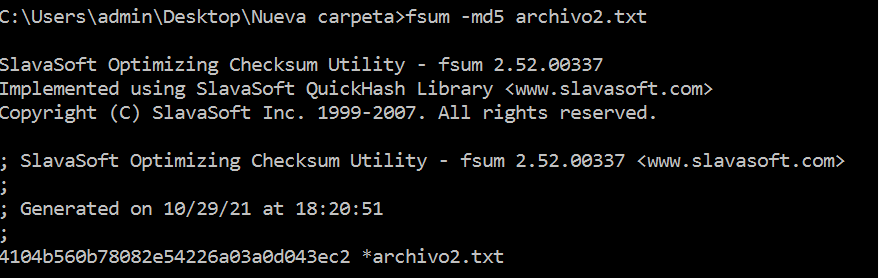 C:\Users\admin\Desktop\Nueva carpeta>fsum -md5 archivo2.txt
SlavaSoft Optimizing Checksum Utility - fsum 2.52.00337
Implemented using SlavaSoft QuickHash Library <www.slavasoft.com>
Copyright (C) SlavaSoft Inc. 1999-2007. All rights reserved.
; SlavaSoft Optimizing Checksum Utility - fsum 2.52.00337 <www.slavasoft.com>
;
; Generated on 10/29/21 at 18:20:51
;
4104b560b78082e54226a03a0d043ec2 *archivo2.txt